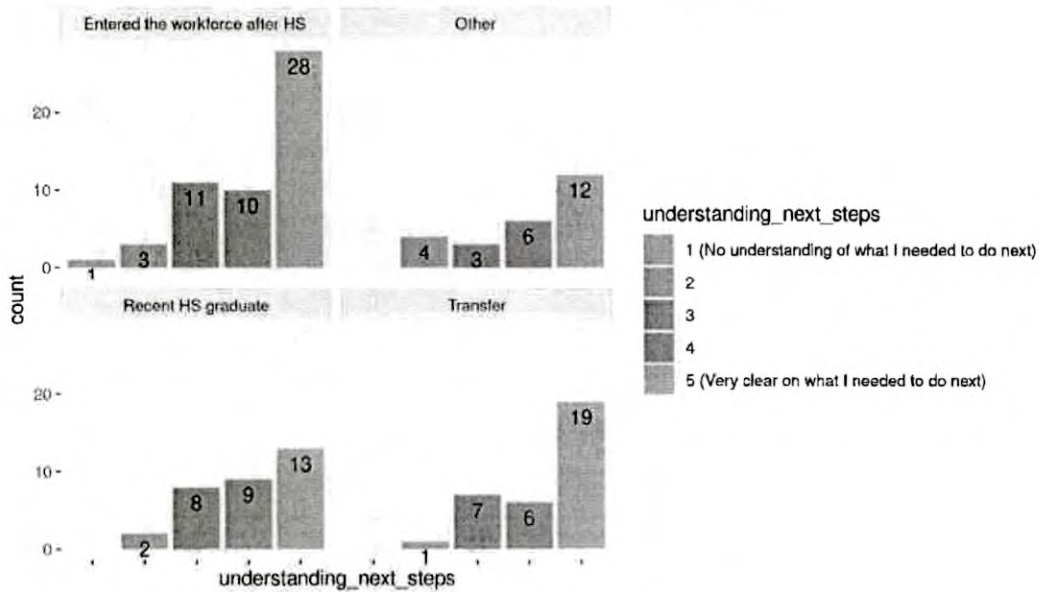 Entered the workforce after HS
Other
20
10
0
1
3
11
10
28
4
3
6
12
count
Recent HS graduate
Transfer
20
10
0
2
8
9
13
1
7
6
19
understanding_next_steps
understanding_next_steps
1 (No understanding of what I needed to do next)
2
3
4
5 (Very clear on what I needed to do next)